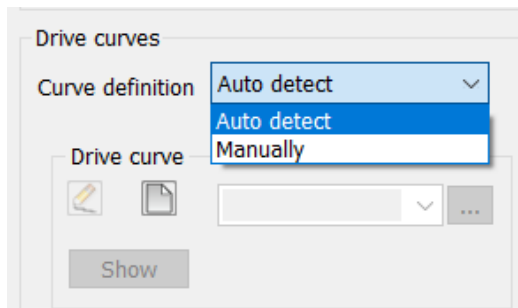 Drive curves
Curve definition Auto detect
Auto detect
Manually
Drive curve
...
Show